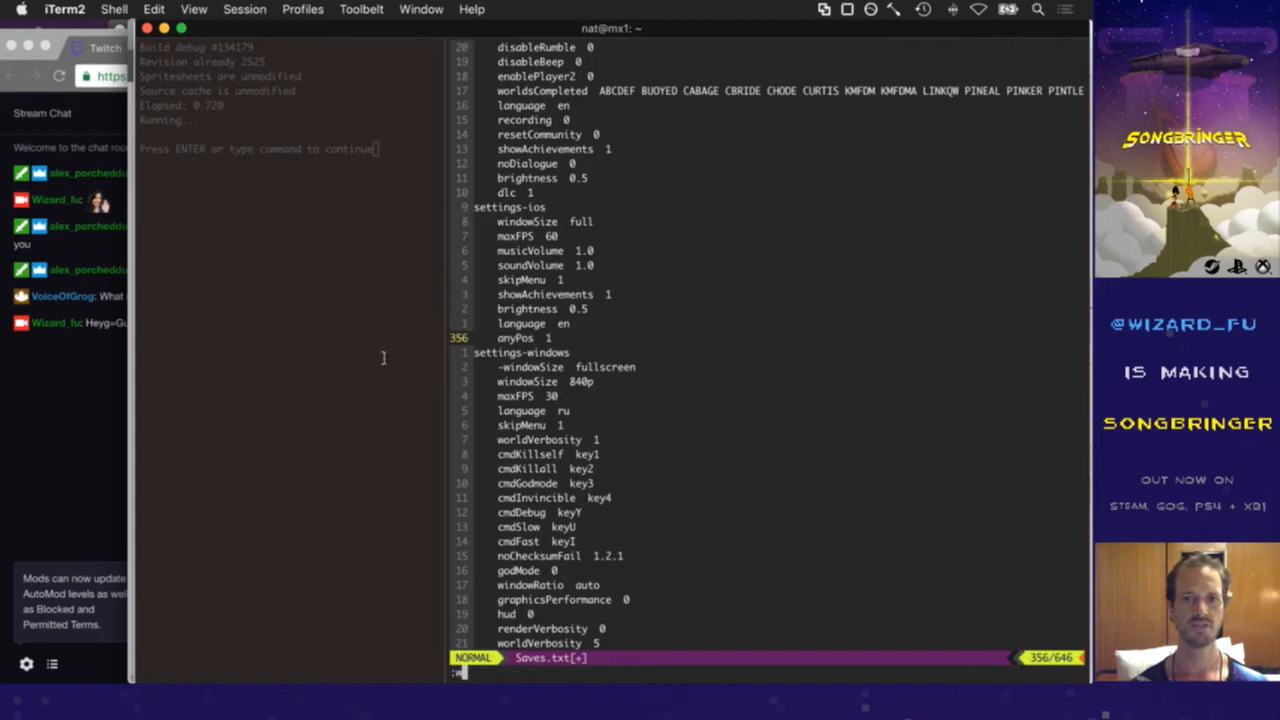 iTerm2 Shell Edit View Session Profiles Toolbelt Window Help
nat@mx1: ~
Twitch
https
Stream Chat
Welcome to the chat roo
alex_porcheddu
Wizard_fu:
alex_porcheddu
you
alex_porcheddu
VoiceOfGrog: What
Wizard_fu: Heyg=Gu
Mods can now update
AutoMod levels as well
as Blocked and
Permitted Terms.
Build debug #134179
Revision already 2525
Spritesheets are unmodified
Source cache is unmodified
Elapsed: 0.720
Running...
Press ENTER or type command to continue
20 disableRumble 0
19 disableBeep 0
18 enablePlayer2 0
17 worldsCompleted ABCDEF BUOYED CABAGE CBRIDE CHODE CURTIS KMFDM KMFDMA LINKQW PINEAL PINKER PINTLE
16 language en
15 recording 0
14 resetCommunity 0
13 showAchievements 1
12 noDialogue 0
11 brightness 0.5
10 dlc 1
9 settings-ios
8 windowSize full
7 maxFPS 60
6 musicVolume 1.0
5 soundVolume 1.0
4 skipMenu 1
3 showAchievements 1
2 brightness 0.5
1 language en
356 anyPos 1
1 settings-windows
2 -windowSize fullscreen
3 windowSize 840p
4 maxFPS 30
5 language ru
6 skipMenu 1
7 worldVerbosity 1
8 cmdKillself key1
9 cmdKillall key2
10 cmdGodmode key3
11 cmdInvincible key4
12 cmdDebug keyY
13 cmdSlow keyU
14 cmdFast keyI
15 noChecksumFail 1.2.1
16 godMode 0
17 windowRatio auto
18 graphicsPerformance 0
19 hud 0
20 renderVerbosity 0
21 worldVerbosity 5
NORMAL Saves.txt[+] 356/646
:w
SONGBRINGER
@WIZARD_FU
IS MAKING
SONGBRINGER
OUT NOW ON
STEAM, GOG, PS4 + XB1